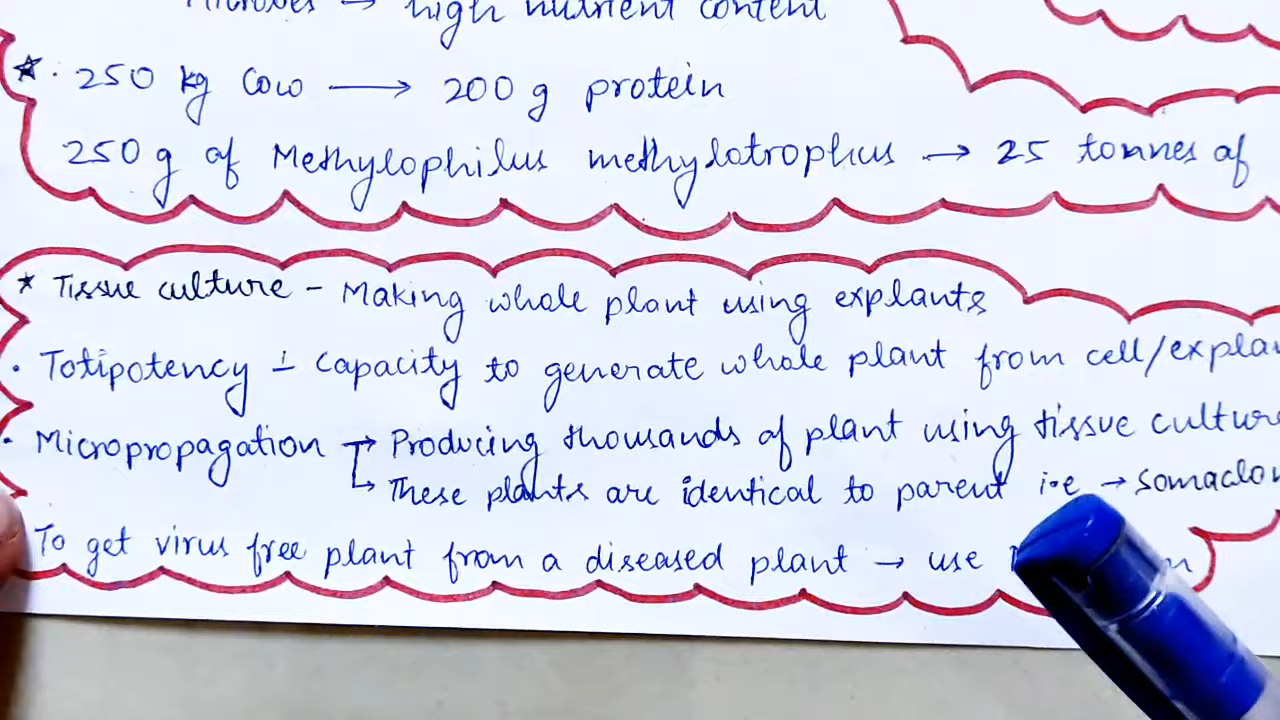 Microbes → high nutrient content
★. 250 kg Cow ⟶ 200 g protein
250 g of Methylophilus methylotrophus → 25 tonnes of
* Tissue culture - Making whole plant using explants
• Totipotency ⊥ capacity to generate whole plant from cell/expla
• Micropropagation → Producing thousands of plant using tissue culture
↳ These plants are identical to parent i.e → somaclon
To get virus free plant from a diseased plant → use